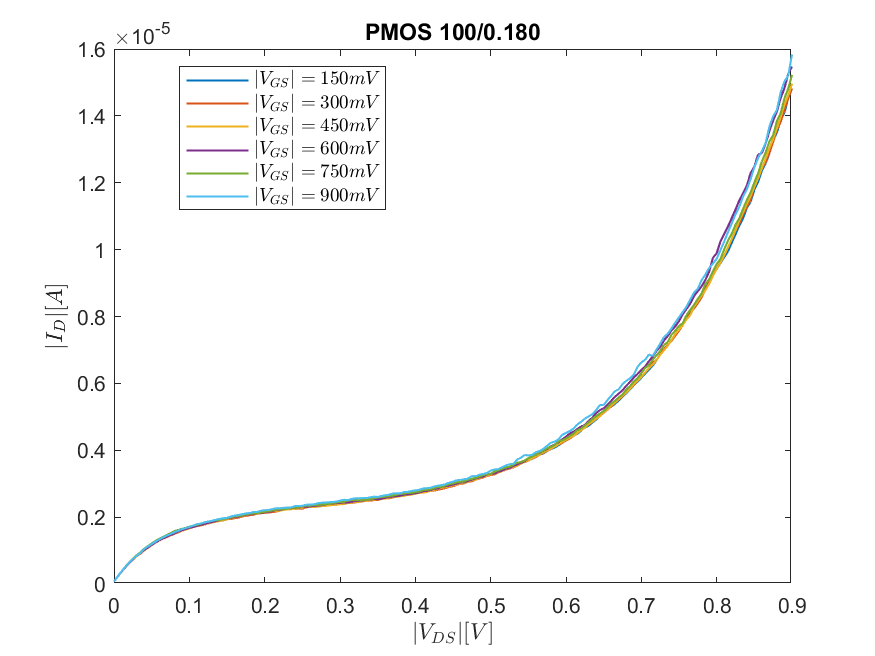 PMOS 100/0.180
×10⁻⁵
1.6
1.4
1.2
1
0.8
0.6
0.4
0.2
0
|V_GS| = 150mV
|V_GS| = 300mV
|V_GS| = 450mV
|V_GS| = 600mV
|V_GS| = 750mV
|V_GS| = 900mV
|I_D|[A]
0 0.1 0.2 0.3 0.4 0.5 0.6 0.7 0.8 0.9
|V_DS|[V]